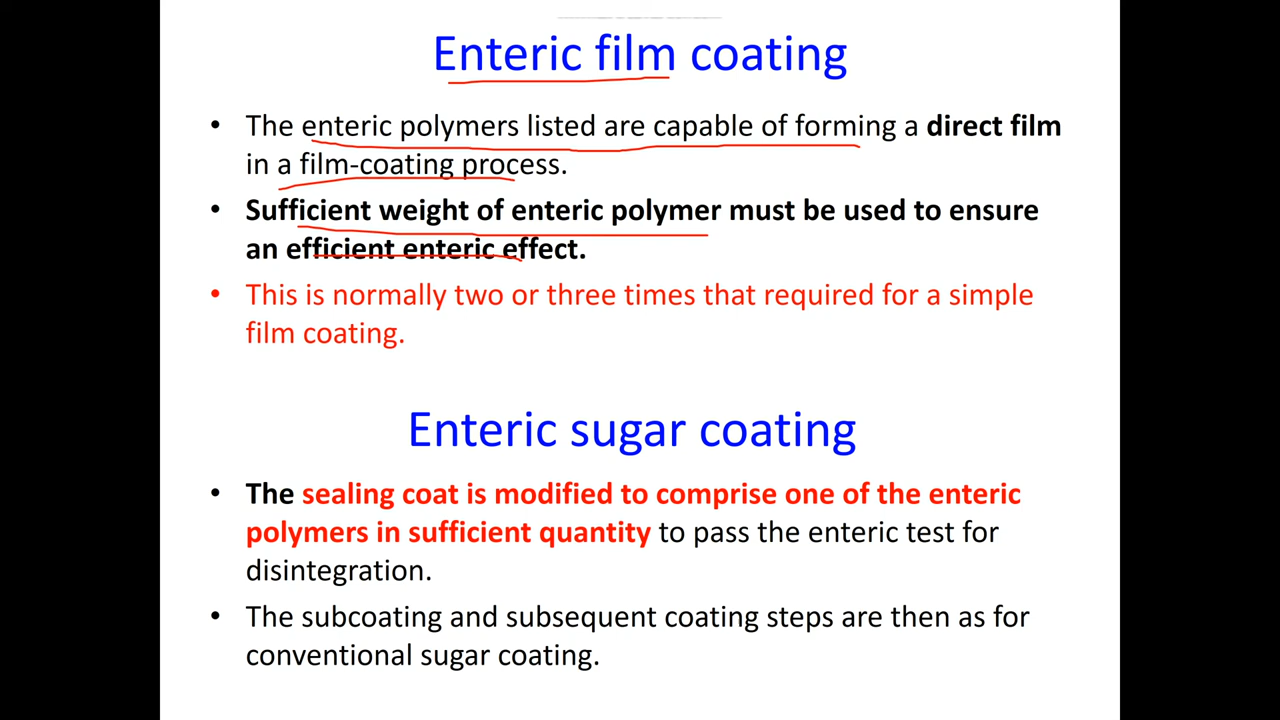 Enteric film coating
• The enteric polymers listed are capable of forming a direct film
in a film-coating process.
• Sufficient weight of enteric polymer must be used to ensure
an efficient enteric effect.
• This is normally two or three times that required for a simple
film coating.
Enteric sugar coating
• The sealing coat is modified to comprise one of the enteric
polymers in sufficient quantity to pass the enteric test for
disintegration.
• The subcoating and subsequent coating steps are then as for
conventional sugar coating.